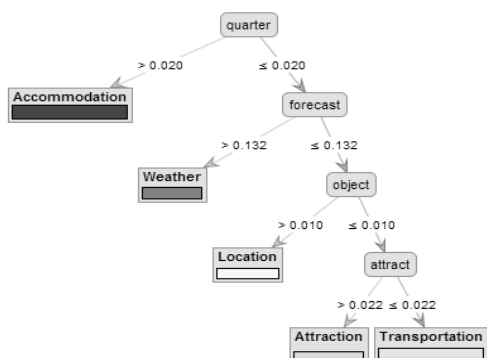 quarter
> 0.020 ≤ 0.020
Accommodation
forecast
> 0.132 ≤ 0.132
Weather
object
> 0.010 ≤ 0.010
Location
attract
> 0.022 ≤ 0.022
Attraction Transportation